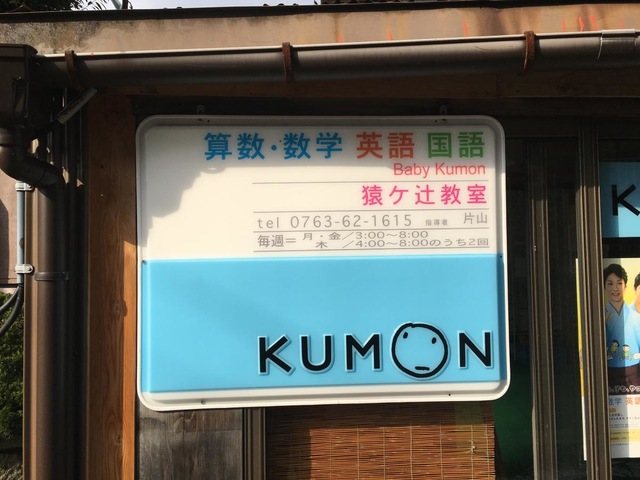 算数・数学 英語 国語
Baby Kumon
猿ケ辻教室
tel 0763-62-1615 指導者 片山
毎週= 月・金/3:00〜8:00
木/4:00〜8:00のうち2回
KUMON
K